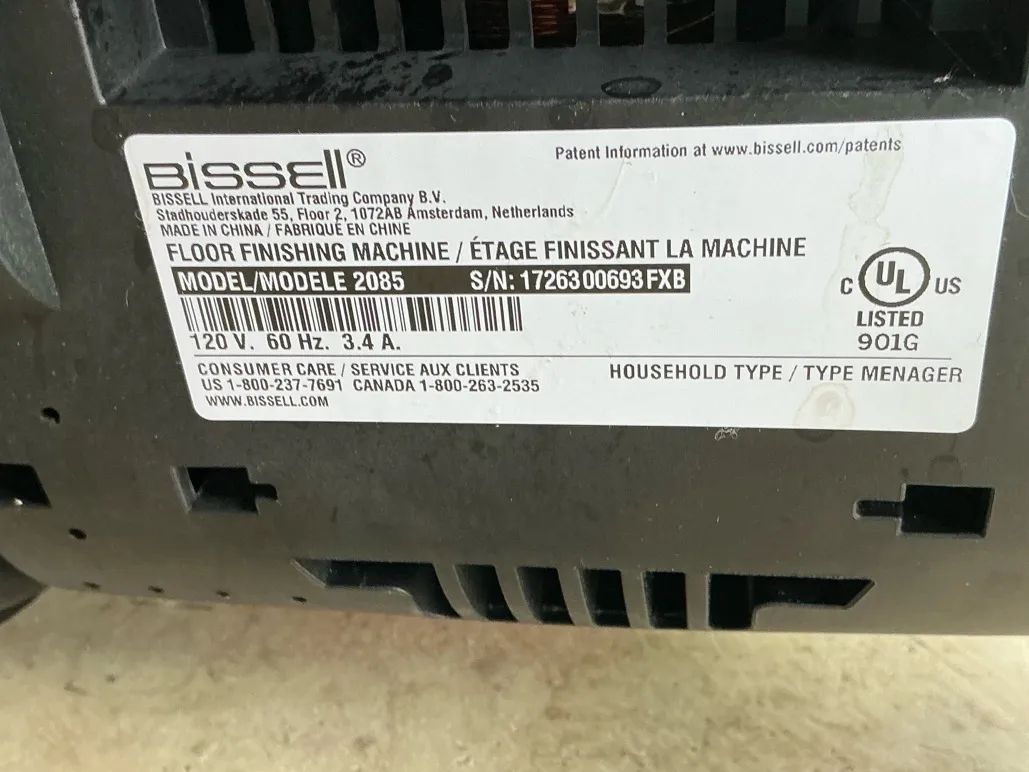 BISSELL®
Patent Information at www.bissell.com/patents
BISSELL International Trading Company B.V.
Stadhouderskade 55, Floor 2, 1072AB Amsterdam, Netherlands
MADE IN CHINA / FABRIQUÉ EN CHINE
FLOOR FINISHING MACHINE / ÉTAGE FINISSANT LA MACHINE
MODEL/MODELE 2085 S/N: 1726300693FXB
C UL US
LISTED
901G
120 V. 60 Hz. 3.4 A.
CONSUMER CARE / SERVICE AUX CLIENTS
US 1-800-237-7691 CANADA 1-800-263-2535
WWW.BISSELL.COM
HOUSEHOLD TYPE / TYPE MENAGER